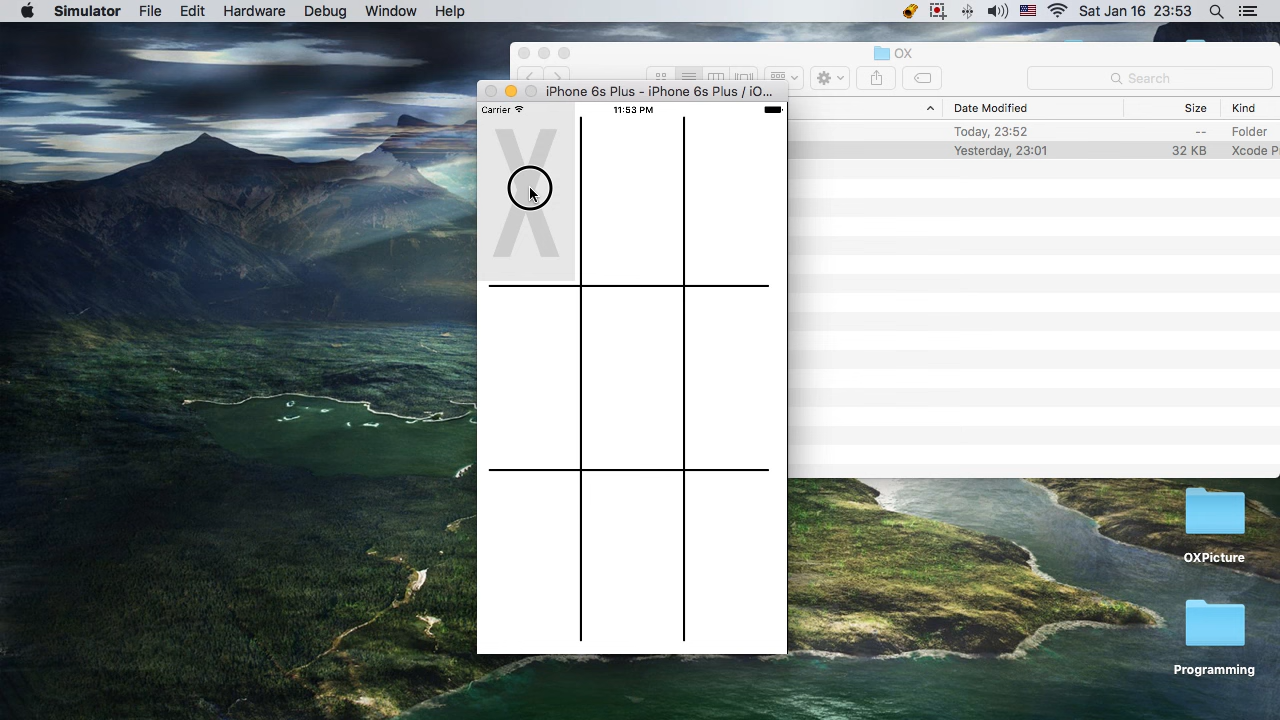 Simulator File Edit Hardware Debug Window Help Sat Jan 16 23:53
OX
Search
iPhone 6s Plus - iPhone 6s Plus / iO...
Date Modified Size Kind
Carrier 11:53 PM
Today, 23:52 -- Folder
Yesterday, 23:01 32 KB Xcode P
X
OXPicture
Programming